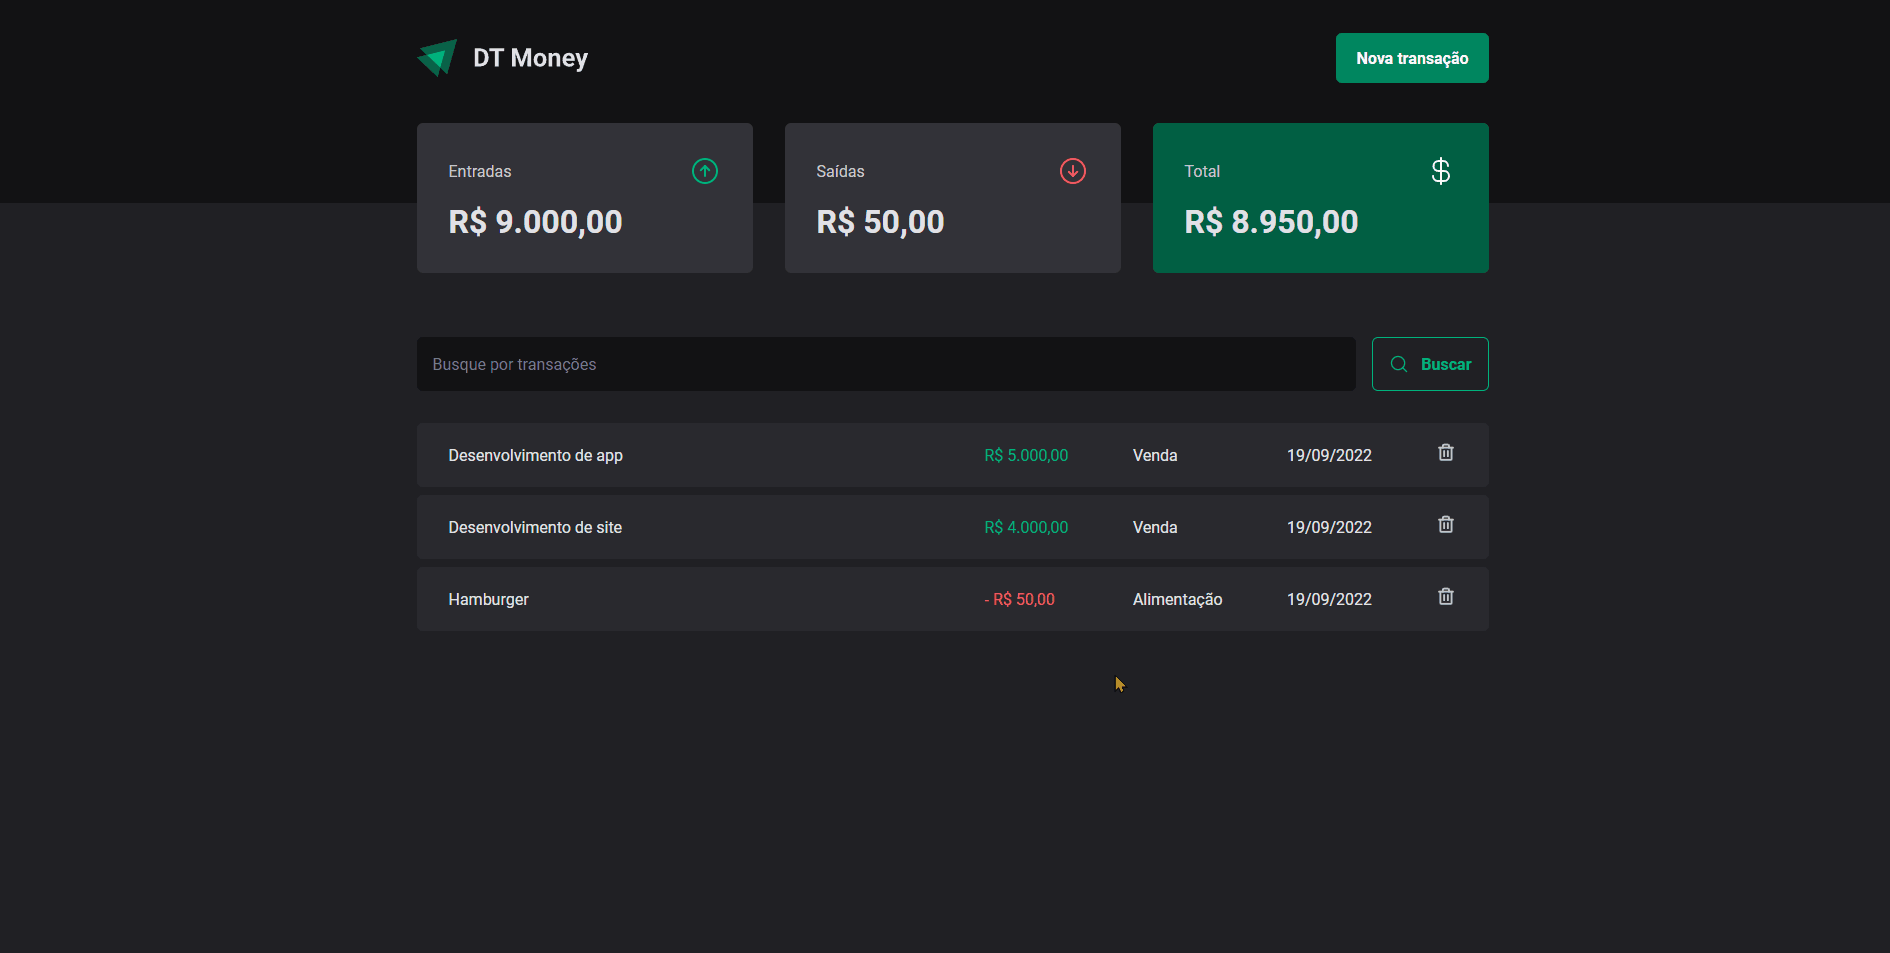 DT Money
Nova transação
Entradas
R$ 9.000,00
Saídas
R$ 50,00
Total
$
R$ 8.950,00
Busque por transações
Buscar
Desenvolvimento de app R$ 5.000,00 Venda 19/09/2022
Desenvolvimento de site R$ 4.000,00 Venda 19/09/2022
Hamburger - R$ 50,00 Alimentação 19/09/2022